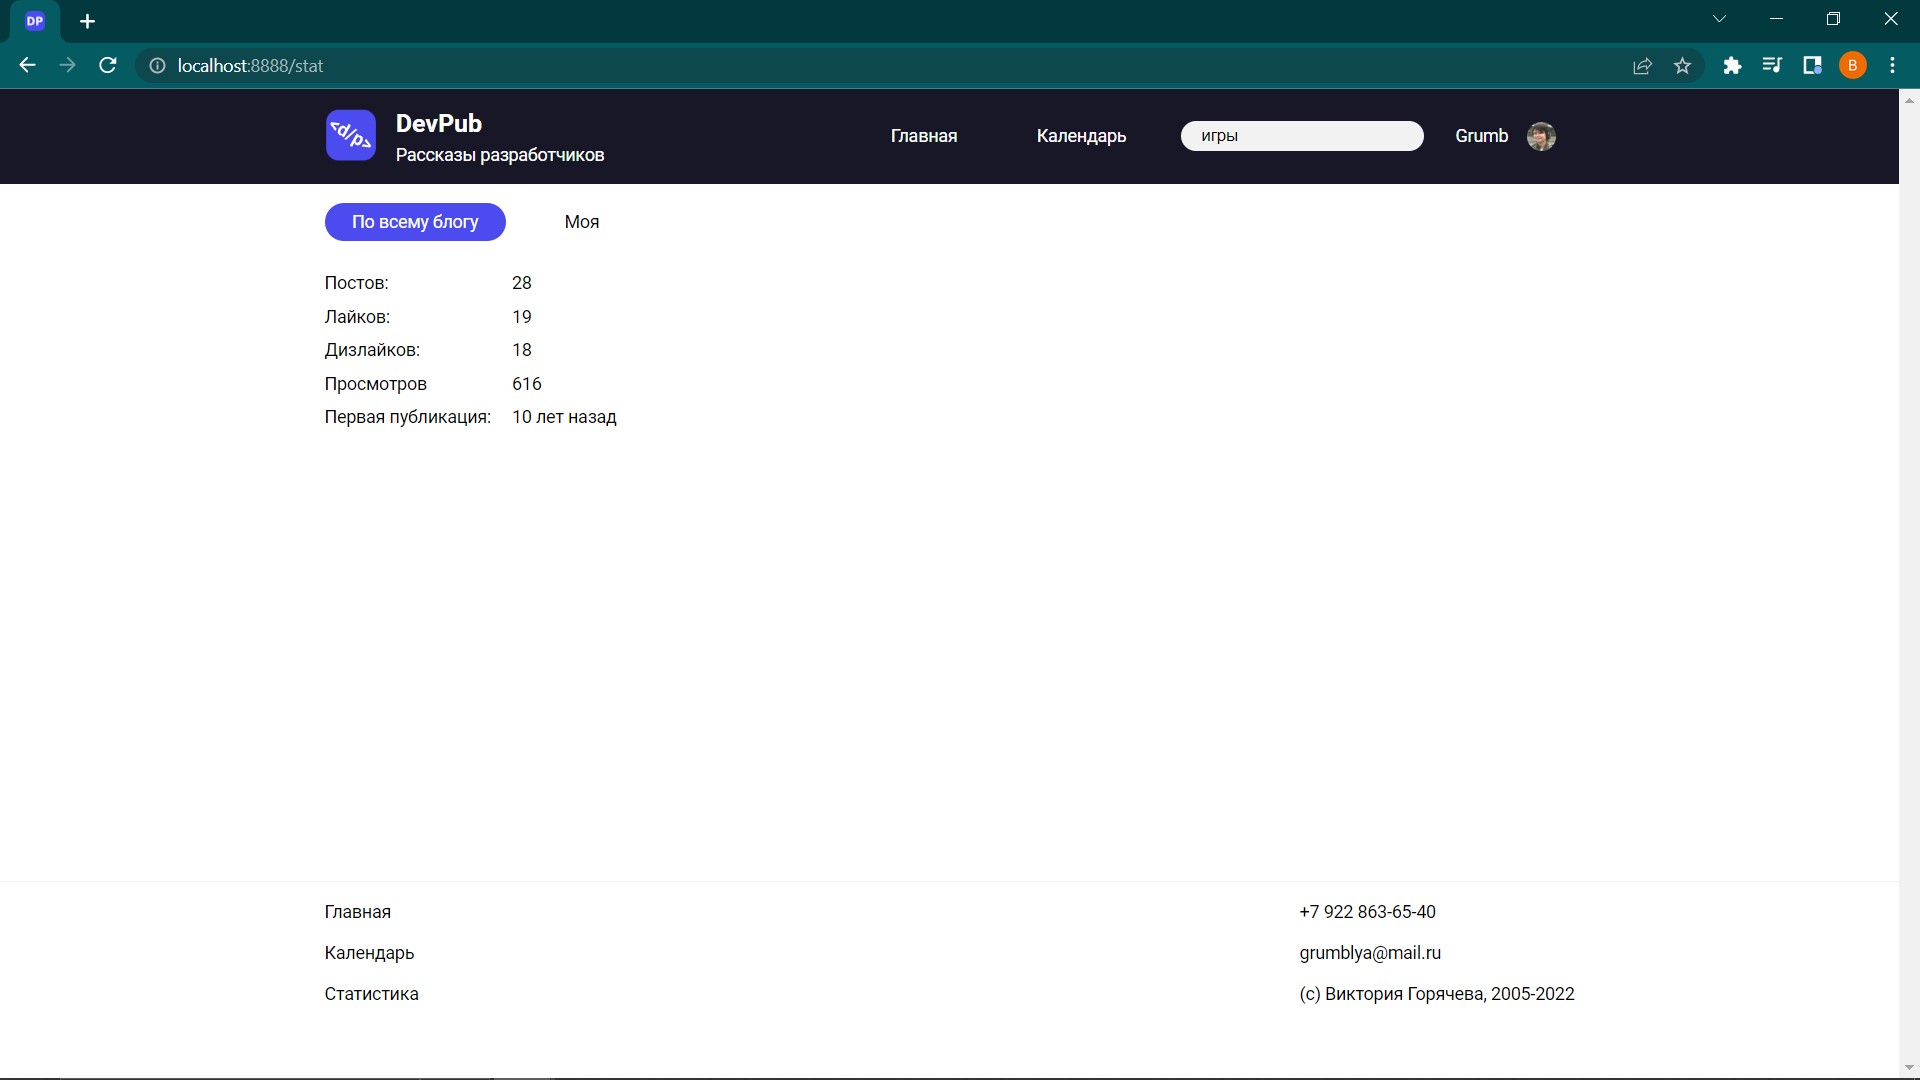 DP
localhost:8888/stat
B
<d/p>
DevPub
Рассказы разработчиков
Главная
Календарь
игры
Grumb
По всему блогу
Моя
Постов: 28
Лайков: 19
Дизлайков: 18
Просмотров 616
Первая публикация: 10 лет назад
Главная
Календарь
Статистика
+7 922 863-65-40
grumblya@mail.ru
(c) Виктория Горячева, 2005-2022